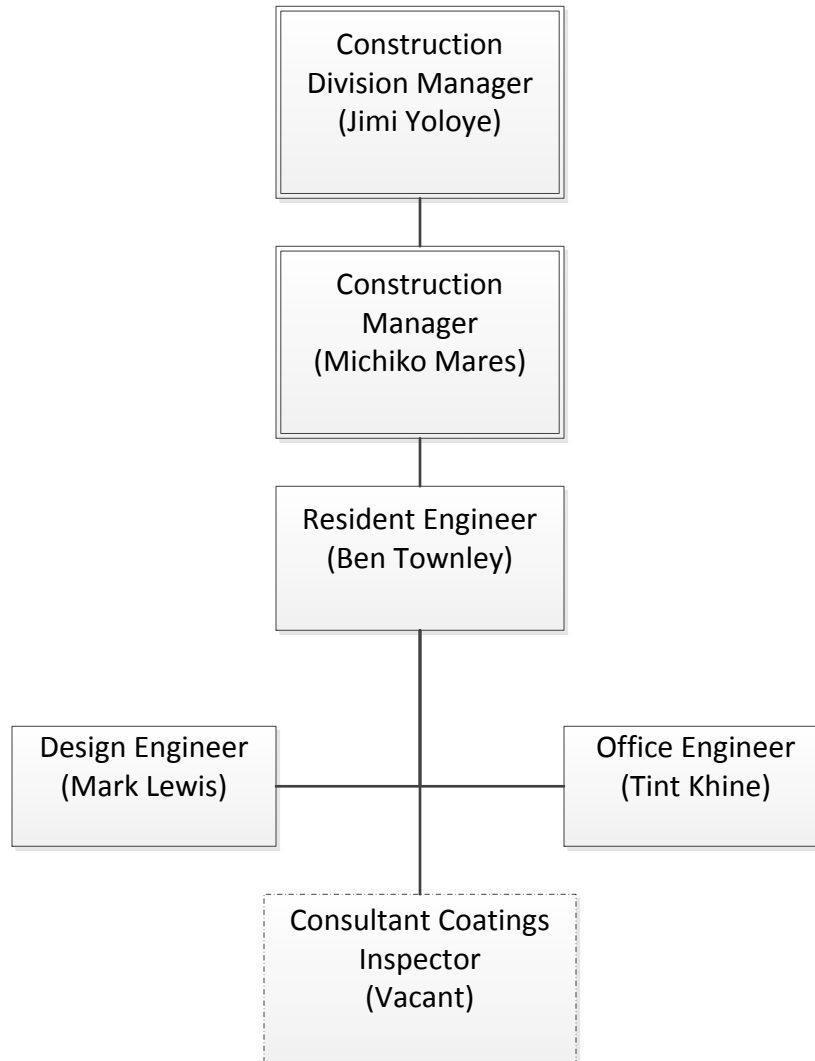 Construction
Division Manager
(Jimi Yoloye)
Construction
Manager
(Michiko Mares)
Resident Engineer
(Ben Townley)
Design Engineer
(Mark Lewis)
Office Engineer
(Tint Khine)
Consultant Coatings
Inspector
(Vacant)